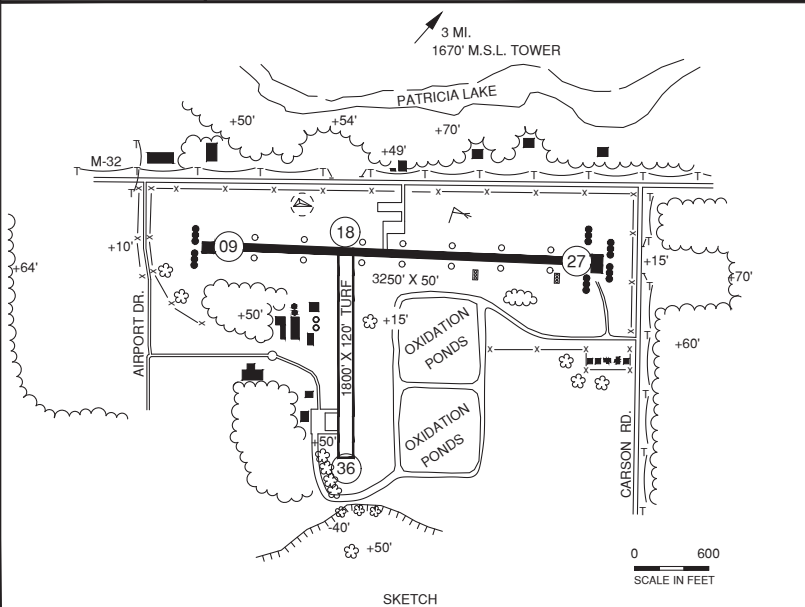 3 MI.
1670' M.S.L. TOWER
PATRICIA LAKE
+50'
+54'
+70'
+49'
M-32
T T T T T T T T T T T T
+10'
09
18
27
+15'
+64'
+70'
3250' X 50'
+50'
+15'
1800' X 120' TURF
OXIDATION
PONDS
+60'
AIRPORT DR.
OXIDATION
PONDS
CARSON RD.
+50'
36
-40'
+50'
0 600
SCALE IN FEET
SKETCH